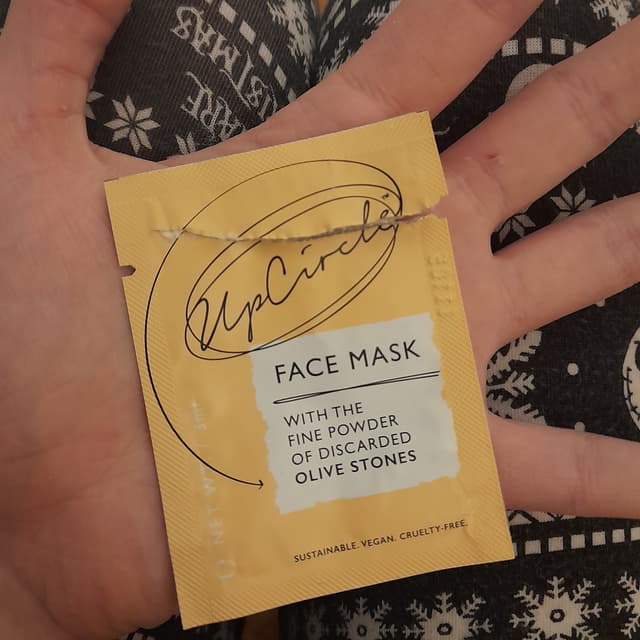 UpCircle
FACE MASK
WITH THE
FINE POWDER
OF DISCARDED
OLIVE STONES
SUSTAINABLE. VEGAN. CRUELTY-FREE.